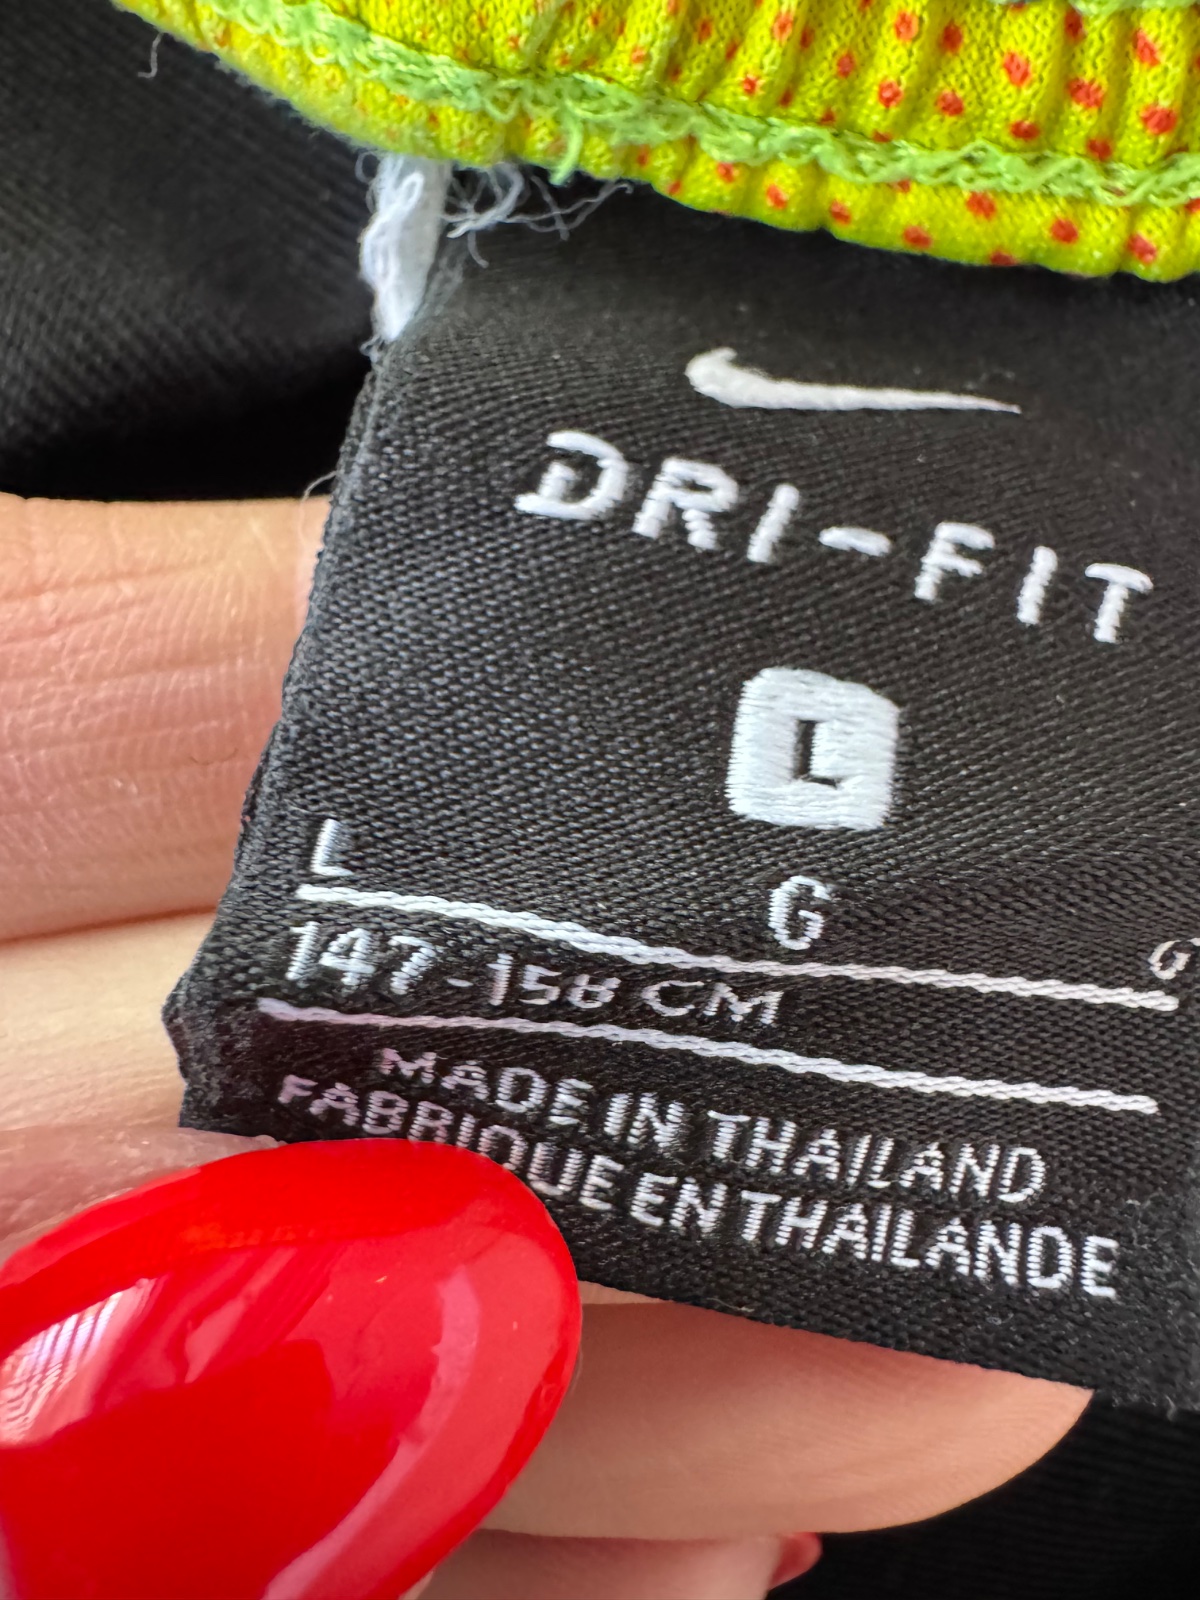 DRI-FIT
L
L G G
147-158 CM
MADE IN THAILAND
FABRIQUE EN THAILANDE